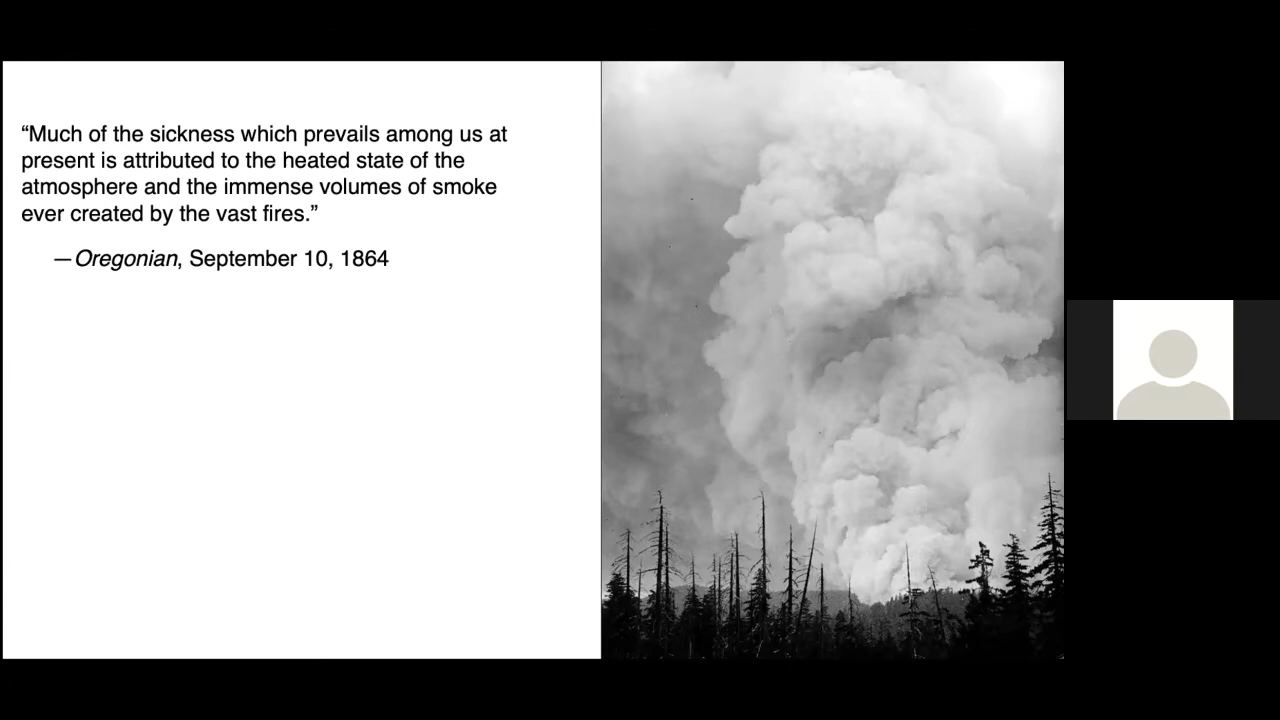 “Much of the sickness which prevails among us at
present is attributed to the heated state of the
atmosphere and the immense volumes of smoke
ever created by the vast fires.”
—Oregonian, September 10, 1864